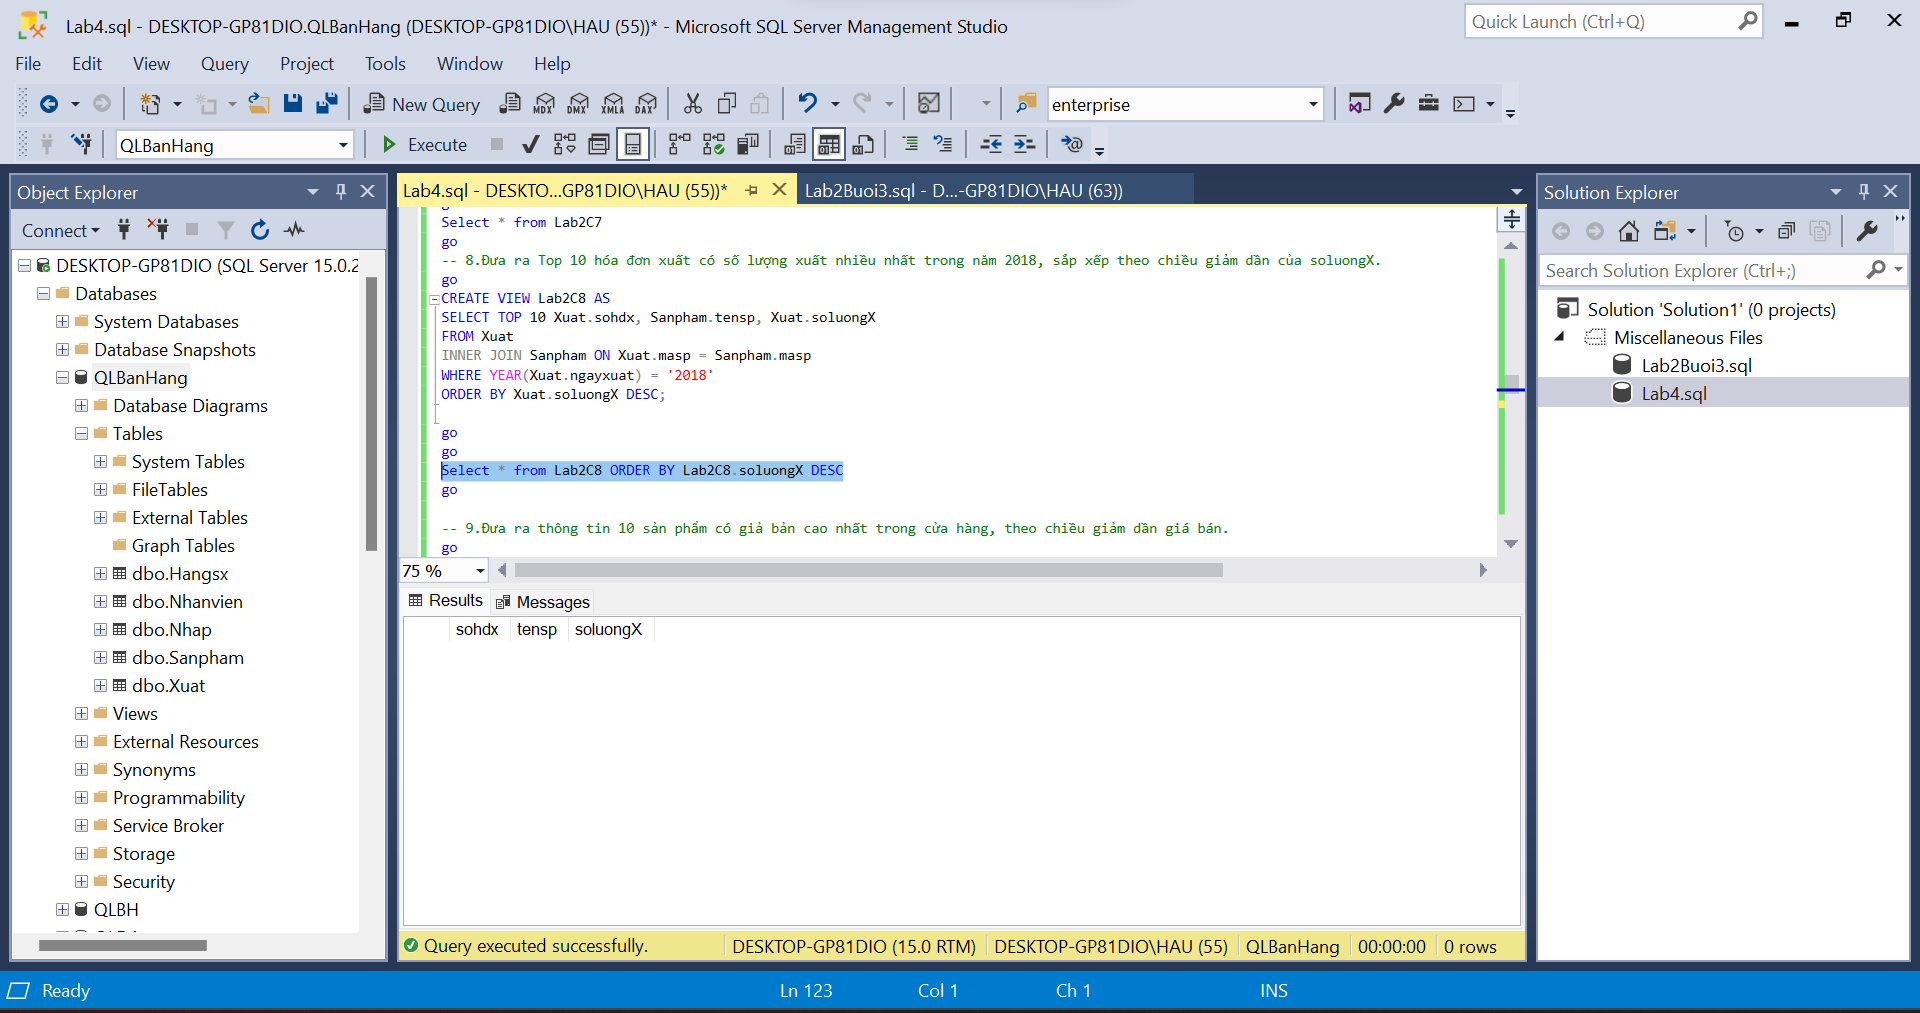 Lab4.sql - DESKTOP-GP81DIO.QLBanHang (DESKTOP-GP81DIO\HAU (55))* - Microsoft SQL Server Management Studio
Quick Launch (Ctrl+Q)
File Edit View Query Project Tools Window Help
New Query
MDX DMX XMLA DAX
enterprise
QLBanHang
Execute
Object Explorer
Connect
DESKTOP-GP81DIO (SQL Server 15.0.2
Databases
System Databases
Database Snapshots
QLBanHang
Database Diagrams
Tables
System Tables
FileTables
External Tables
Graph Tables
dbo.Hangsx
dbo.Nhanvien
dbo.Nhap
dbo.Sanpham
dbo.Xuat
Views
External Resources
Synonyms
Programmability
Service Broker
Storage
Security
QLBH
Lab4.sql - DESKTO...GP81DIO\HAU (55))*
Lab2Buoi3.sql - D...-GP81DIO\HAU (63))
Select * from Lab2C7
go
-- 8.Đưa ra Top 10 hóa đơn xuất có số lượng xuất nhiều nhất trong năm 2018, sắp xếp theo chiều giảm dần của soluongX.
go
CREATE VIEW Lab2C8 AS
SELECT TOP 10 Xuat.sohdx, Sanpham.tensp, Xuat.soluongX
FROM Xuat
INNER JOIN Sanpham ON Xuat.masp = Sanpham.masp
WHERE YEAR(Xuat.ngayxuat) = '2018'
ORDER BY Xuat.soluongX DESC;
go
go
Select * from Lab2C8 ORDER BY Lab2C8.soluongX DESC
go
-- 9.Đưa ra thông tin 10 sản phẩm có giả bản cao nhất trong cửa hàng, theo chiều giảm dần giá bán.
go
75 %
Results
Messages
sohdx tensp soluongX
Query executed successfully.
DESKTOP-GP81DIO (15.0 RTM)
DESKTOP-GP81DIO\HAU (55)
QLBanHang
00:00:00
0 rows
Solution Explorer
Search Solution Explorer (Ctrl+;)
Solution 'Solution1' (0 projects)
Miscellaneous Files
Lab2Buoi3.sql
Lab4.sql
Ready
Ln 123
Col 1
Ch 1
INS